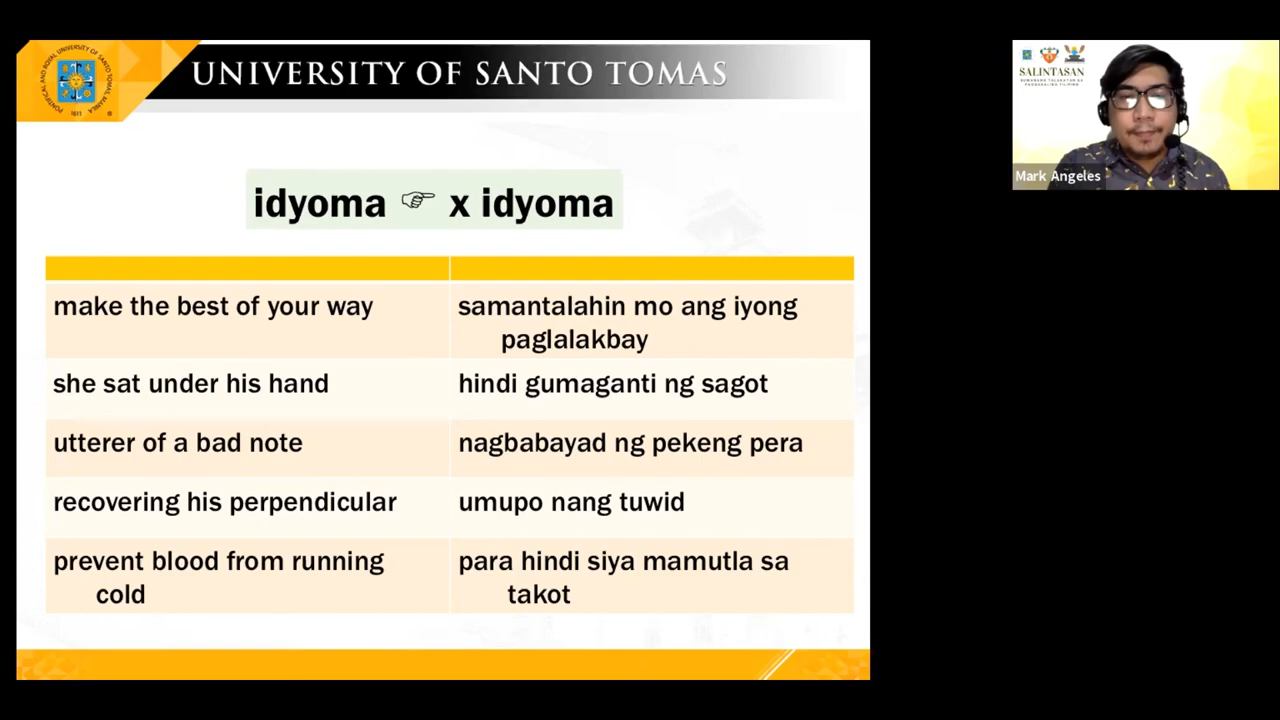 UNIVERSITY OF SANTO TOMAS
idyoma ☞ x idyoma
make the best of your way
samantalahin mo ang iyong
paglalakbay
she sat under his hand
hindi gumaganti ng sagot
utterer of a bad note
nagbabayad ng pekeng pera
recovering his perpendicular
umupo nang tuwid
prevent blood from running
cold
para hindi siya mamutla sa
takot
SALINTASAN
Mark Angeles